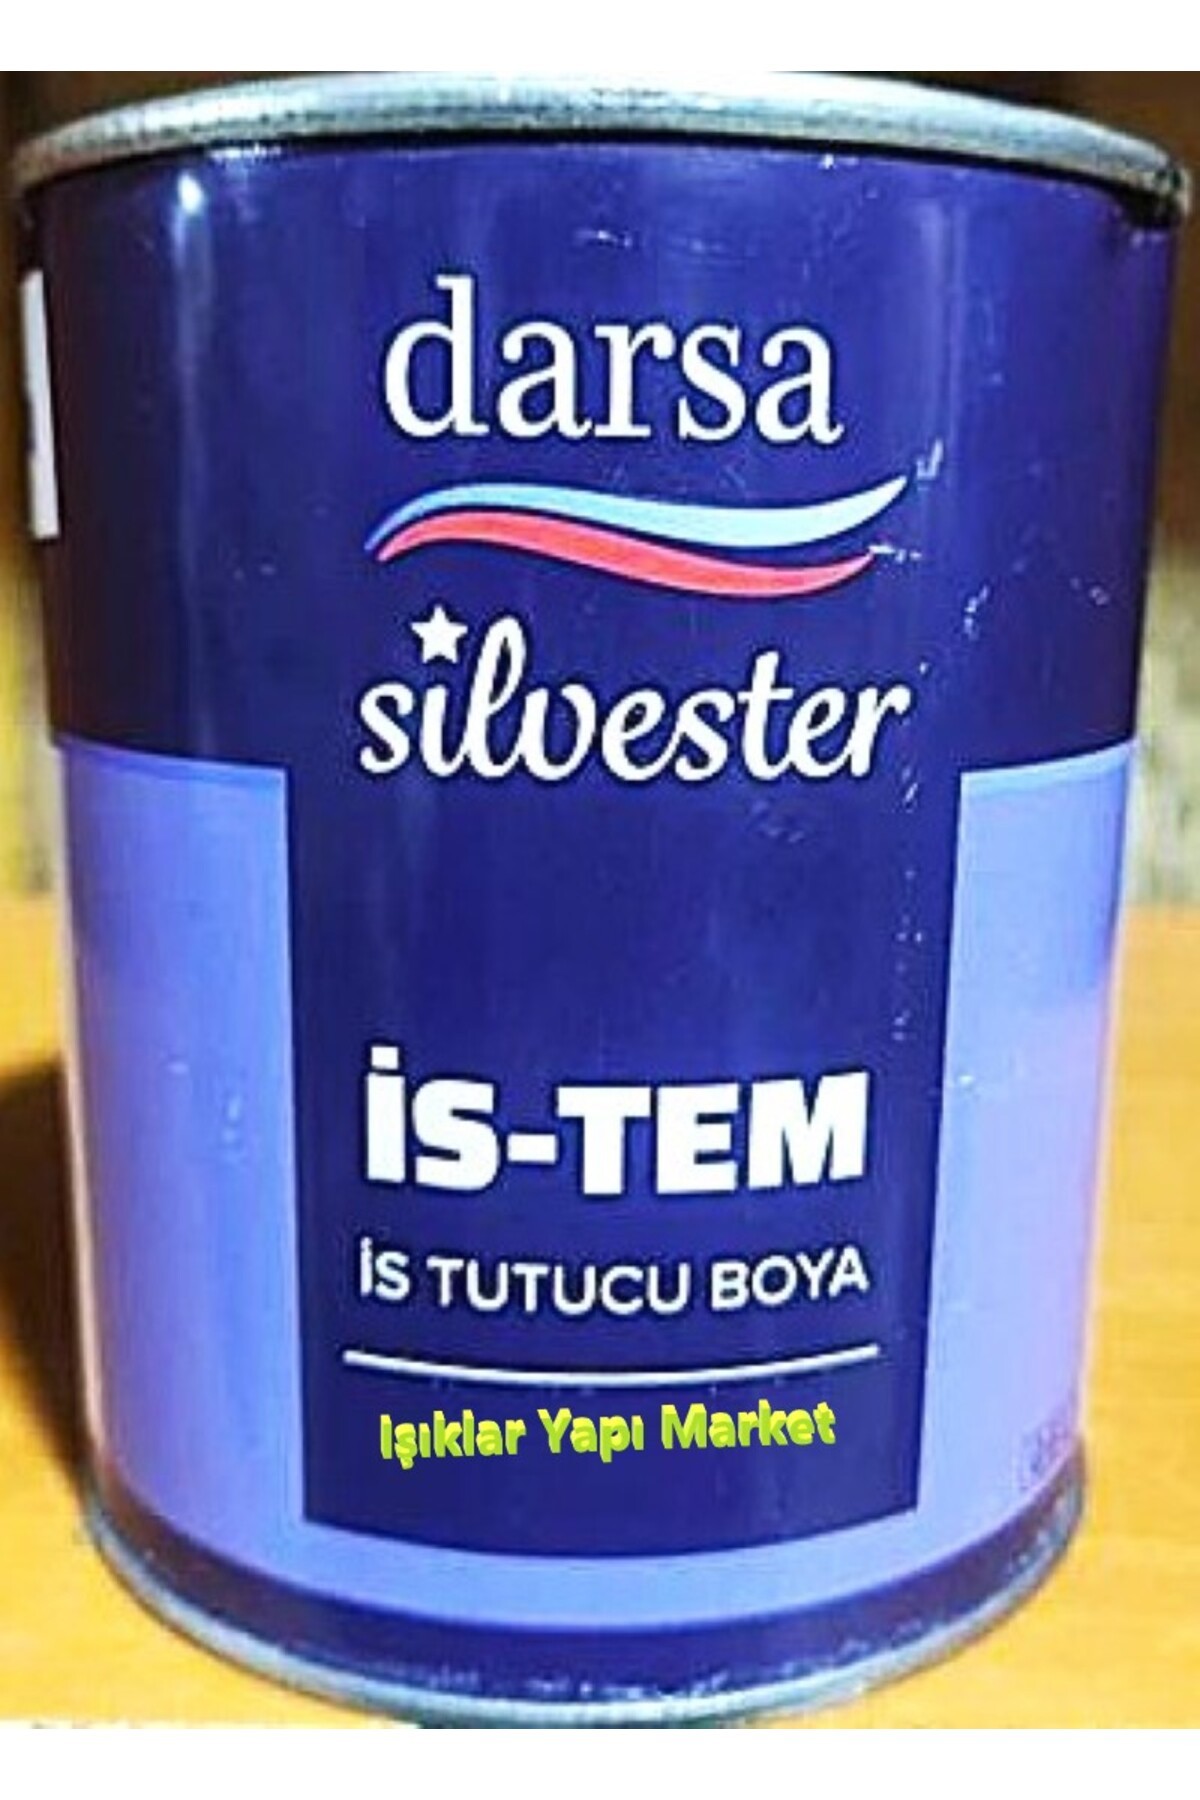 darsa
silvester
İS-TEM
İS TUTUCU BOYA
Işıklar Yapı Market